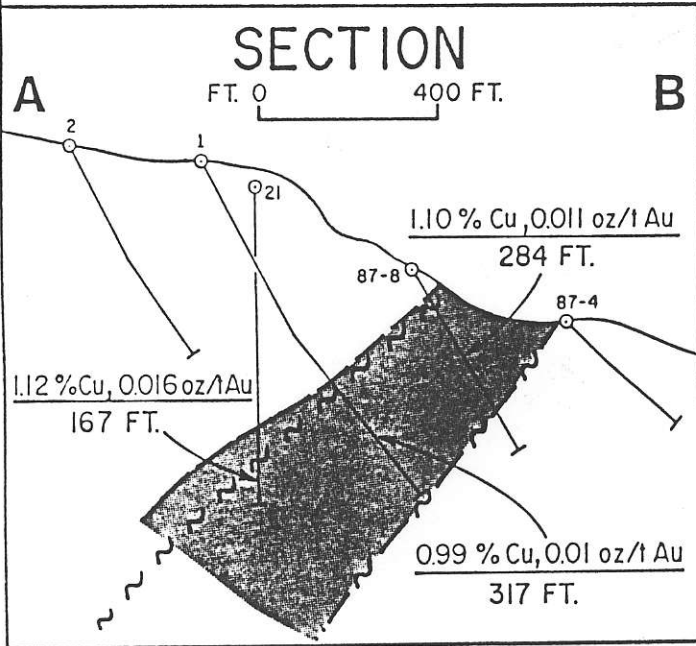 SECTION
A
B
FT. 0 400 FT.
2
1
21
1.10 % Cu, 0.011 oz/t Au
284 FT.
87-8
87-4
1.12 %Cu, 0.016 oz/t Au
167 FT.
0.99 % Cu, 0.01 oz/t Au
317 FT.